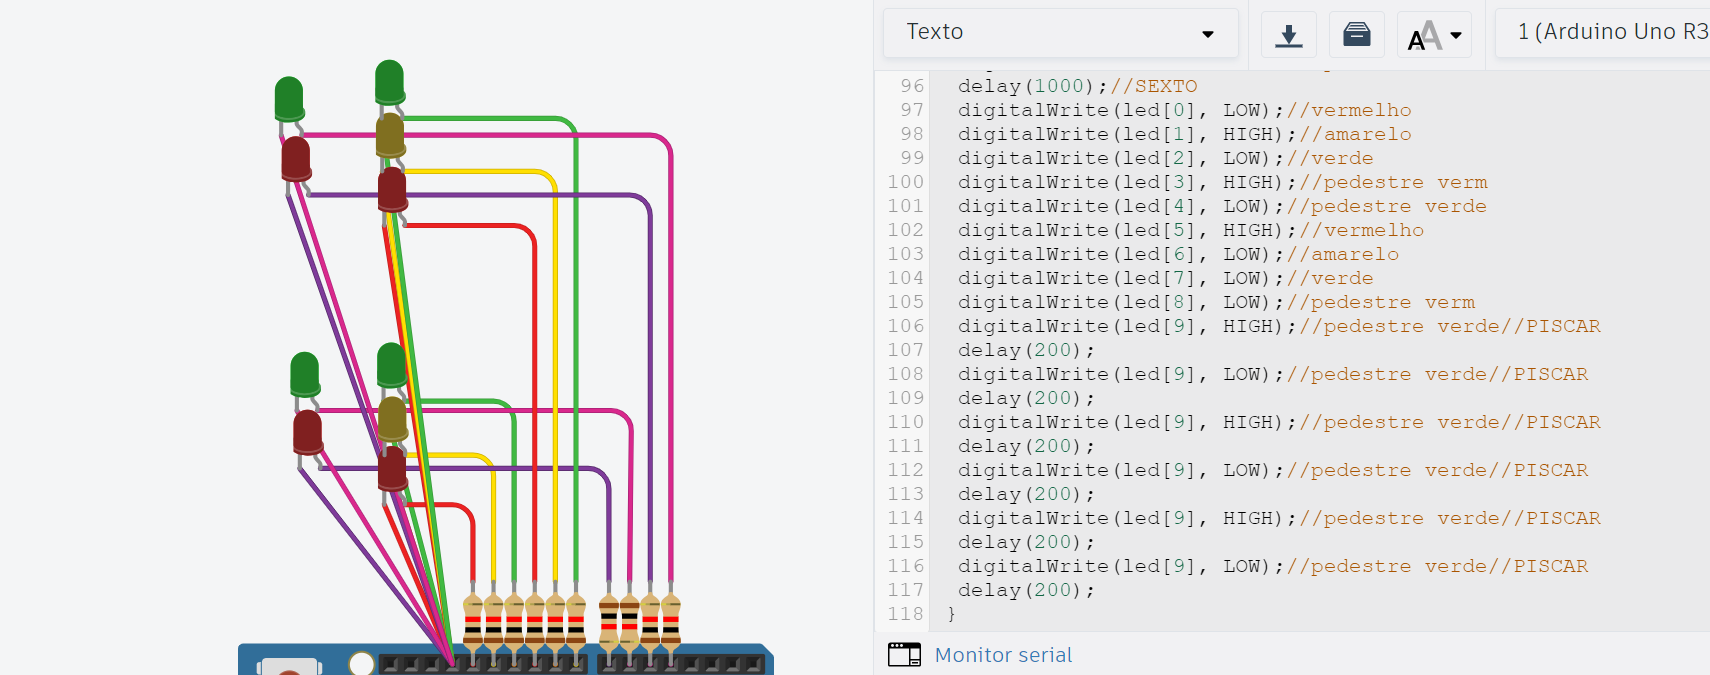 Texto
1 (Arduino Uno R3
96 delay(1000);//SEXTO
97 digitalWrite(led[0], LOW);//vermelho
98 digitalWrite(led[1], HIGH);//amarelo
99 digitalWrite(led[2], LOW);//verde
100 digitalWrite(led[3], HIGH);//pedestre verm
101 digitalWrite(led[4], LOW);//pedestre verde
102 digitalWrite(led[5], HIGH);//vermelho
103 digitalWrite(led[6], LOW);//amarelo
104 digitalWrite(led[7], LOW);//verde
105 digitalWrite(led[8], LOW);//pedestre verm
106 digitalWrite(led[9], HIGH);//pedestre verde//PISCAR
107 delay(200);
108 digitalWrite(led[9], LOW);//pedestre verde//PISCAR
109 delay(200);
110 digitalWrite(led[9], HIGH);//pedestre verde//PISCAR
111 delay(200);
112 digitalWrite(led[9], LOW);//pedestre verde//PISCAR
113 delay(200);
114 digitalWrite(led[9], HIGH);//pedestre verde//PISCAR
115 delay(200);
116 digitalWrite(led[9], LOW);//pedestre verde//PISCAR
117 delay(200);
118 }
Monitor serial